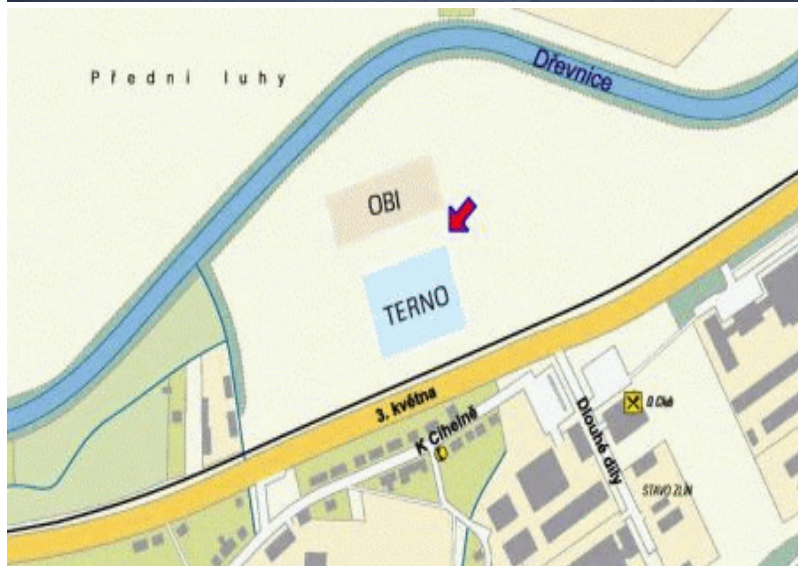 Dřevnice
Přední luhy
OBI
TERNO
3. května
K Cihelně
Dlouhé díly
STAVO ZLÍN